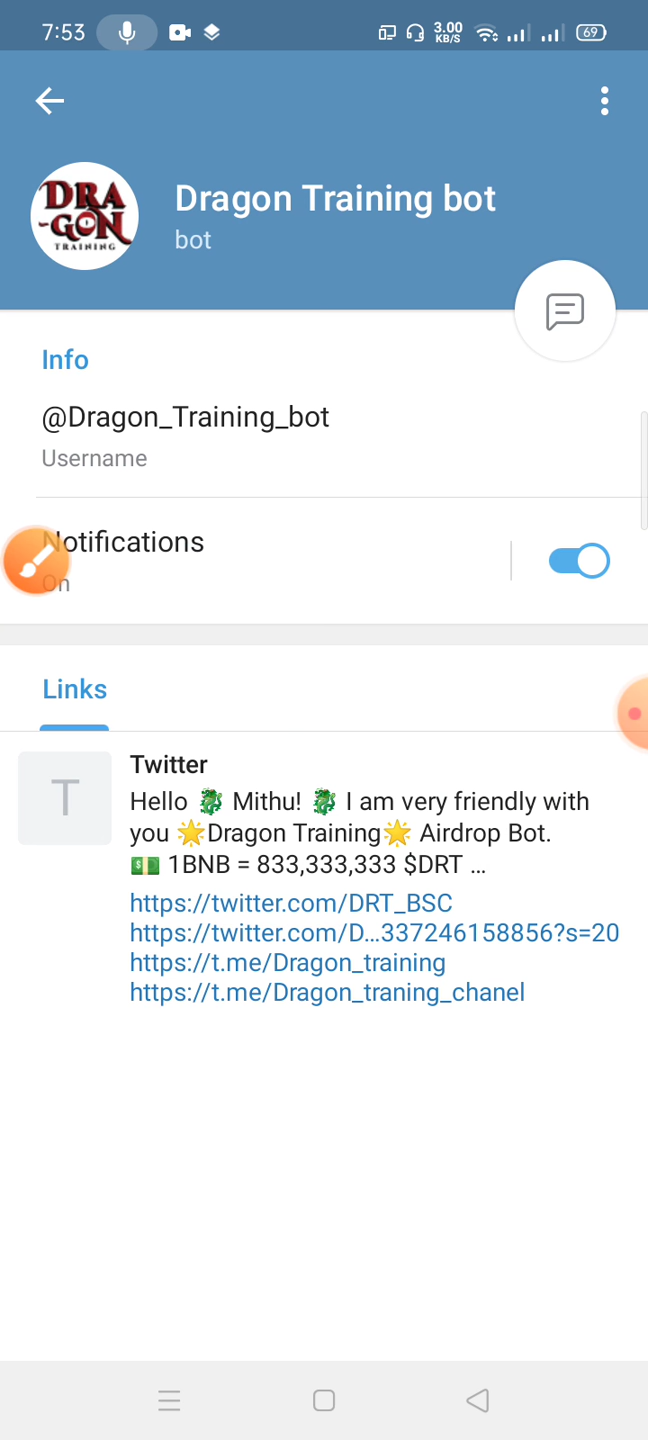 7:53
3.00
KB/S
69
DRA
-GON
TRAINING
Dragon Training bot
bot
Info
@Dragon_Training_bot
Username
Notifications
On
Links
T
Twitter
Hello 🐉 Mithu! 🐉 I am very friendly with
you 🌟Dragon Training🌟 Airdrop Bot.
💵 1BNB = 833,333,333 $DRT ...
https://twitter.com/DRT_BSC
https://twitter.com/D...337246158856?s=20
https://t.me/Dragon_training
https://t.me/Dragon_traning_chanel